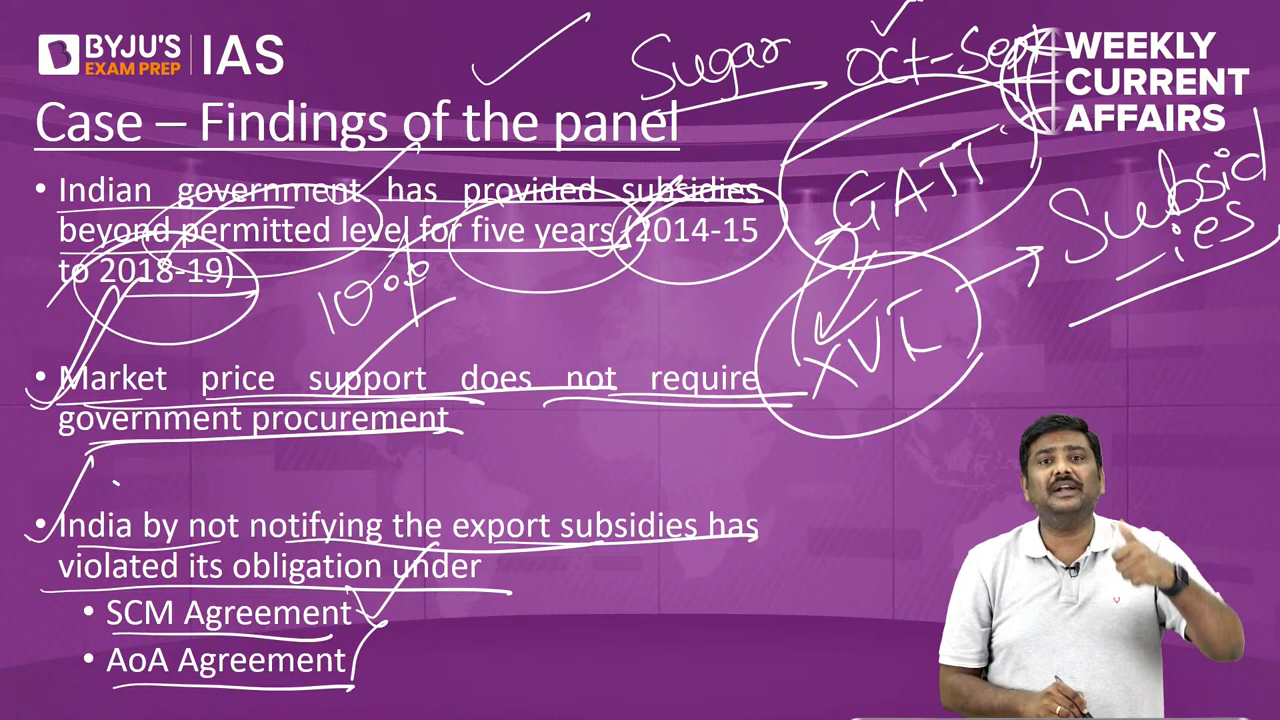 BYJU'S
EXAM PREP
IAS
Sugar
Oct-Sept
WEEKLY
CURRENT
AFFAIRS
Case – Findings of the panel
• Indian government has provided subsidies
beyond permitted level for five years (2014-15
to 2018-19)
10%
GATT
Subsid
ies
XVI
• Market price support does not require
government procurement
• India by not notifying the export subsidies has
violated its obligation under
• SCM Agreement
• AoA Agreement